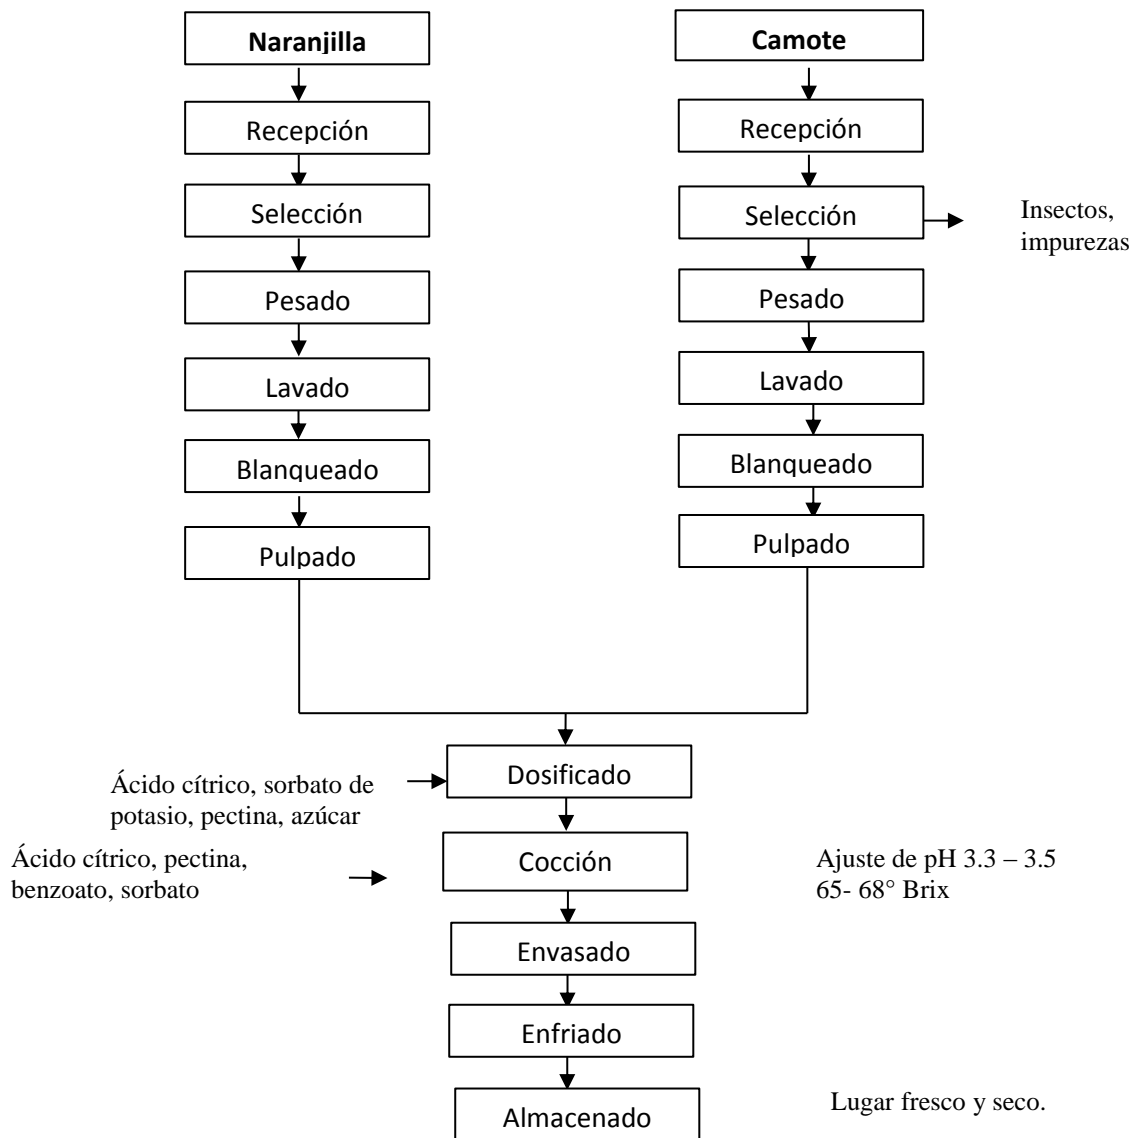 Naranjilla
Camote
Recepción
Recepción
Selección
Selección
Insectos,
impurezas
Pesado
Pesado
Lavado
Lavado
Blanqueado
Blanqueado
Pulpado
Pulpado
Dosificado
Ácido cítrico, sorbato de
potasio, pectina, azúcar
Ácido cítrico, pectina,
benzoato, sorbato
Cocción
Ajuste de pH 3.3 – 3.5
65- 68° Brix
Envasado
Enfriado
Almacenado
Lugar fresco y seco.